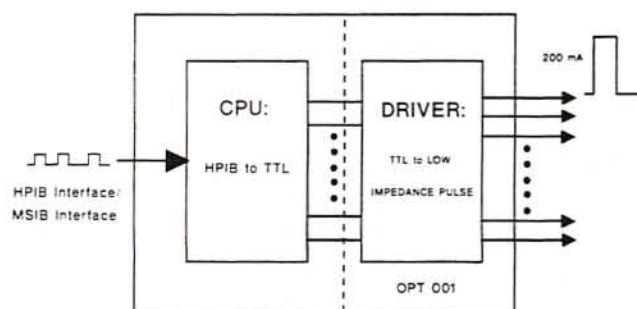 200 mA
CPU:
HPIB to TTL
DRIVER:
TTL to LOW
IMPEDANCE PULSE
HPIB Interface/
MSIB Interface
OPT 001